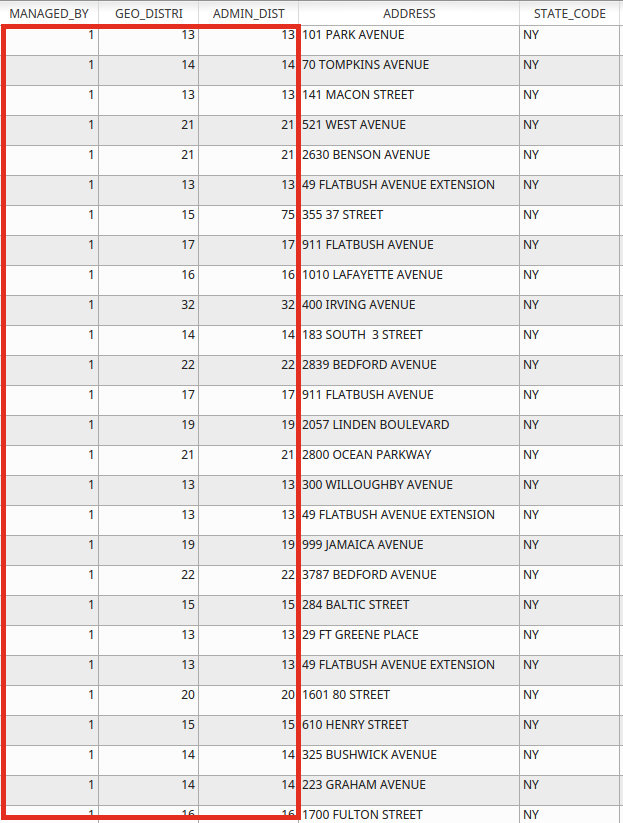 MANAGED_BY GEO_DISTRI ADMIN_DIST ADDRESS STATE_CODE
1 13 13 101 PARK AVENUE NY
1 14 14 70 TOMPKINS AVENUE NY
1 13 13 141 MACON STREET NY
1 21 21 521 WEST AVENUE NY
1 21 21 2630 BENSON AVENUE NY
1 13 13 49 FLATBUSH AVENUE EXTENSION NY
1 15 75 355 37 STREET NY
1 17 17 911 FLATBUSH AVENUE NY
1 16 16 1010 LAFAYETTE AVENUE NY
1 32 32 400 IRVING AVENUE NY
1 14 14 183 SOUTH  3 STREET NY
1 22 22 2839 BEDFORD AVENUE NY
1 17 17 911 FLATBUSH AVENUE NY
1 19 19 2057 LINDEN BOULEVARD NY
1 21 21 2800 OCEAN PARKWAY NY
1 13 13 300 WILLOUGHBY AVENUE NY
1 13 13 49 FLATBUSH AVENUE EXTENSION NY
1 19 19 999 JAMAICA AVENUE NY
1 22 22 3787 BEDFORD AVENUE NY
1 15 15 284 BALTIC STREET NY
1 13 13 29 FT GREENE PLACE NY
1 13 13 49 FLATBUSH AVENUE EXTENSION NY
1 20 20 1601 80 STREET NY
1 15 15 610 HENRY STREET NY
1 14 14 325 BUSHWICK AVENUE NY
1 14 14 223 GRAHAM AVENUE NY
1 16 16 1700 FULTON STREET NY